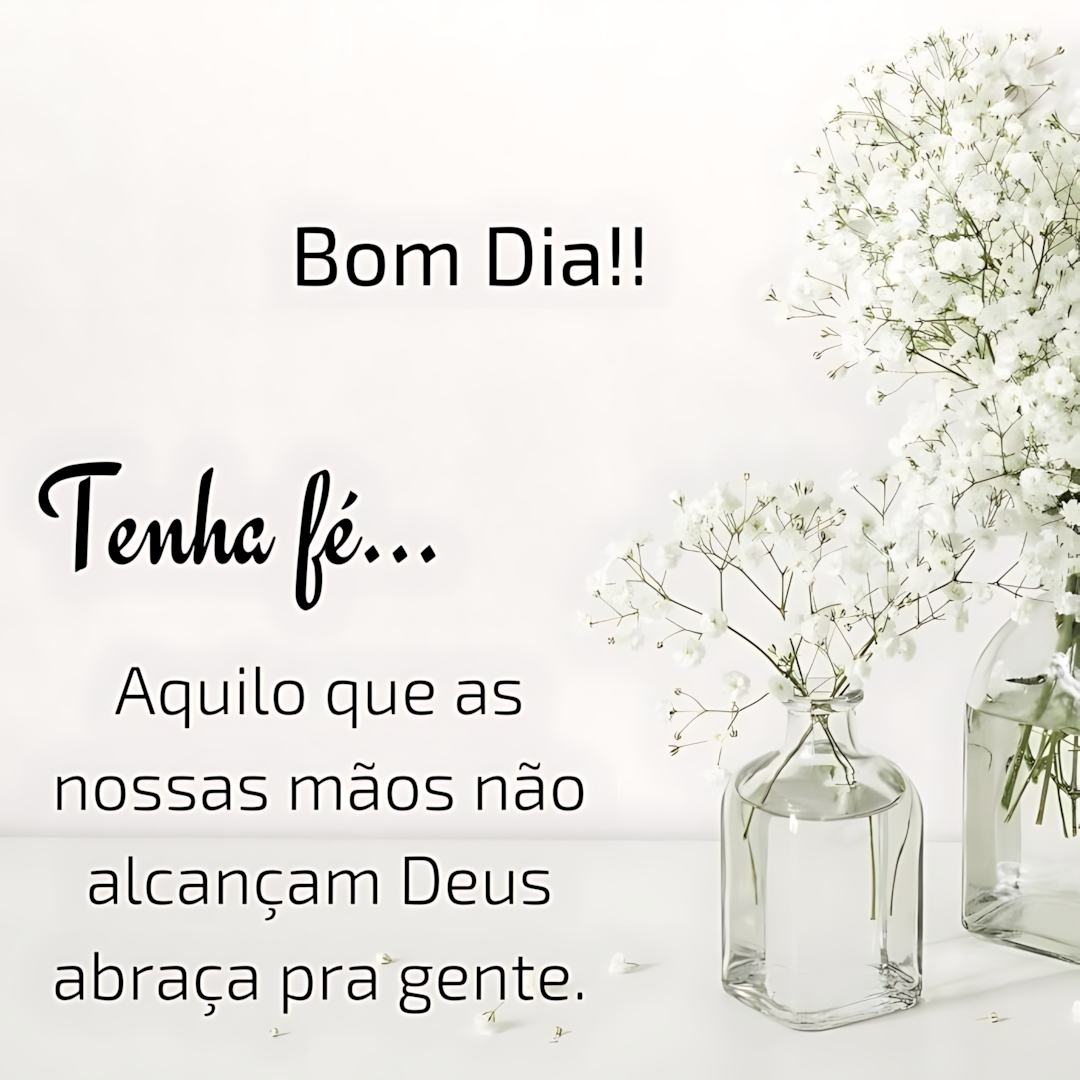 Bom Dia!!
Tenha fé...
Aquilo que as
nossas mãos não
alcançam Deus
abraça pra gente.